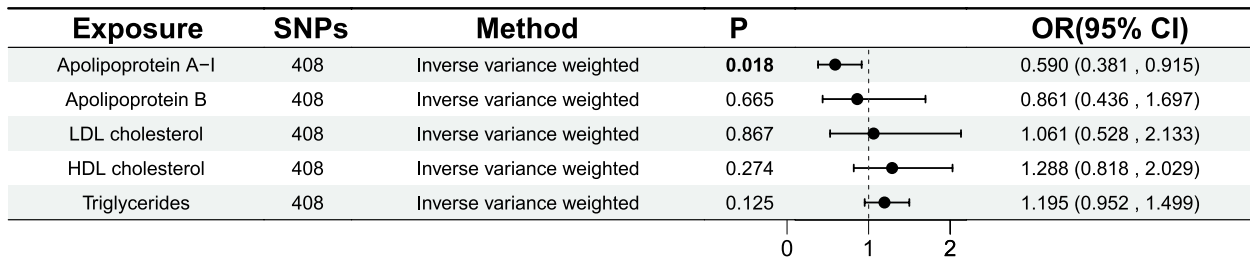 Exposure SNPs Method P OR(95% CI)
Apolipoprotein A−I 408 Inverse variance weighted 0.018 0.590 (0.381 , 0.915)
Apolipoprotein B 408 Inverse variance weighted 0.665 0.861 (0.436 , 1.697)
LDL cholesterol 408 Inverse variance weighted 0.867 1.061 (0.528 , 2.133)
HDL cholesterol 408 Inverse variance weighted 0.274 1.288 (0.818 , 2.029)
Triglycerides 408 Inverse variance weighted 0.125 1.195 (0.952 , 1.499)
0 1 2